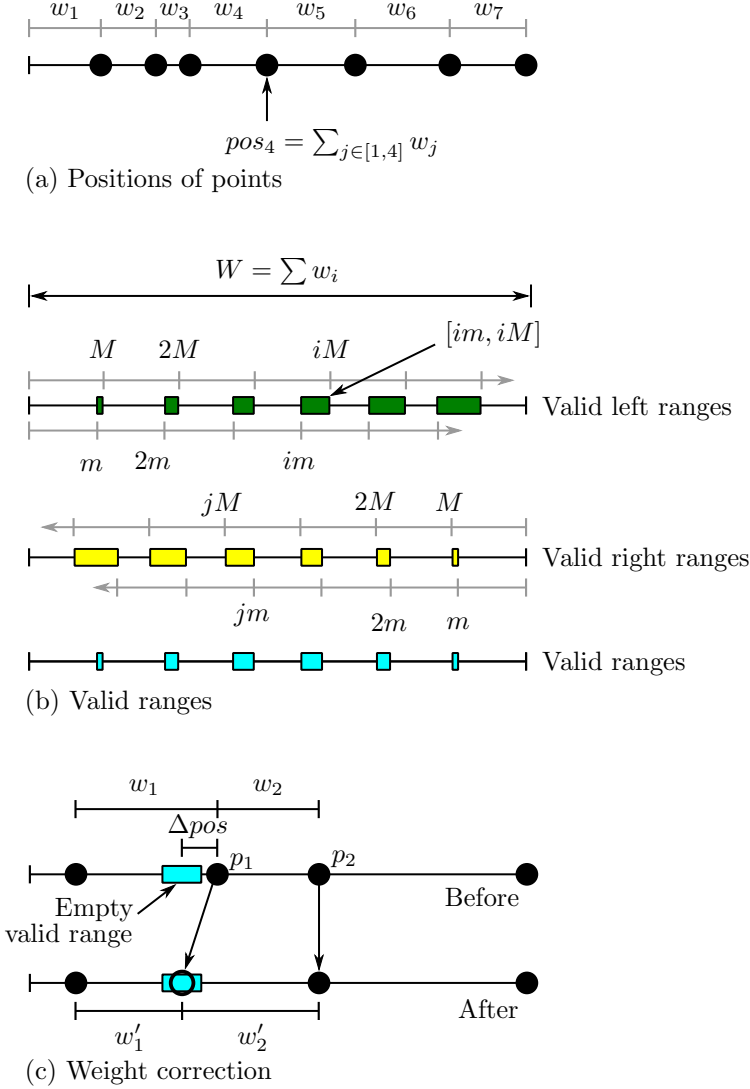 w₁ w₂ w₃ w₄ w₅ w₆ w₇
pos₄ = ∑_{j∈[1,4]} w_j
(a) Positions of points
W = ∑ w_i
[im, iM]
M 2M iM
Valid left ranges
m 2m im
jM 2M M
Valid right ranges
jm 2m m
Valid ranges
(b) Valid ranges
w₁ w₂
Δpos
p₁ p₂
Before
Empty
valid range
After
w′₁ w′₂
(c) Weight correction